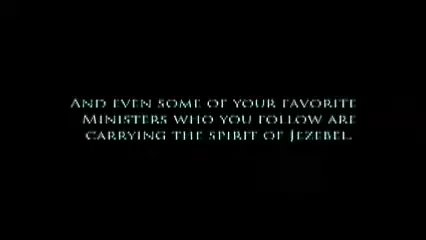 And even some of your favorite
Ministers who you follow are
carrying the spirit of Jezebel.